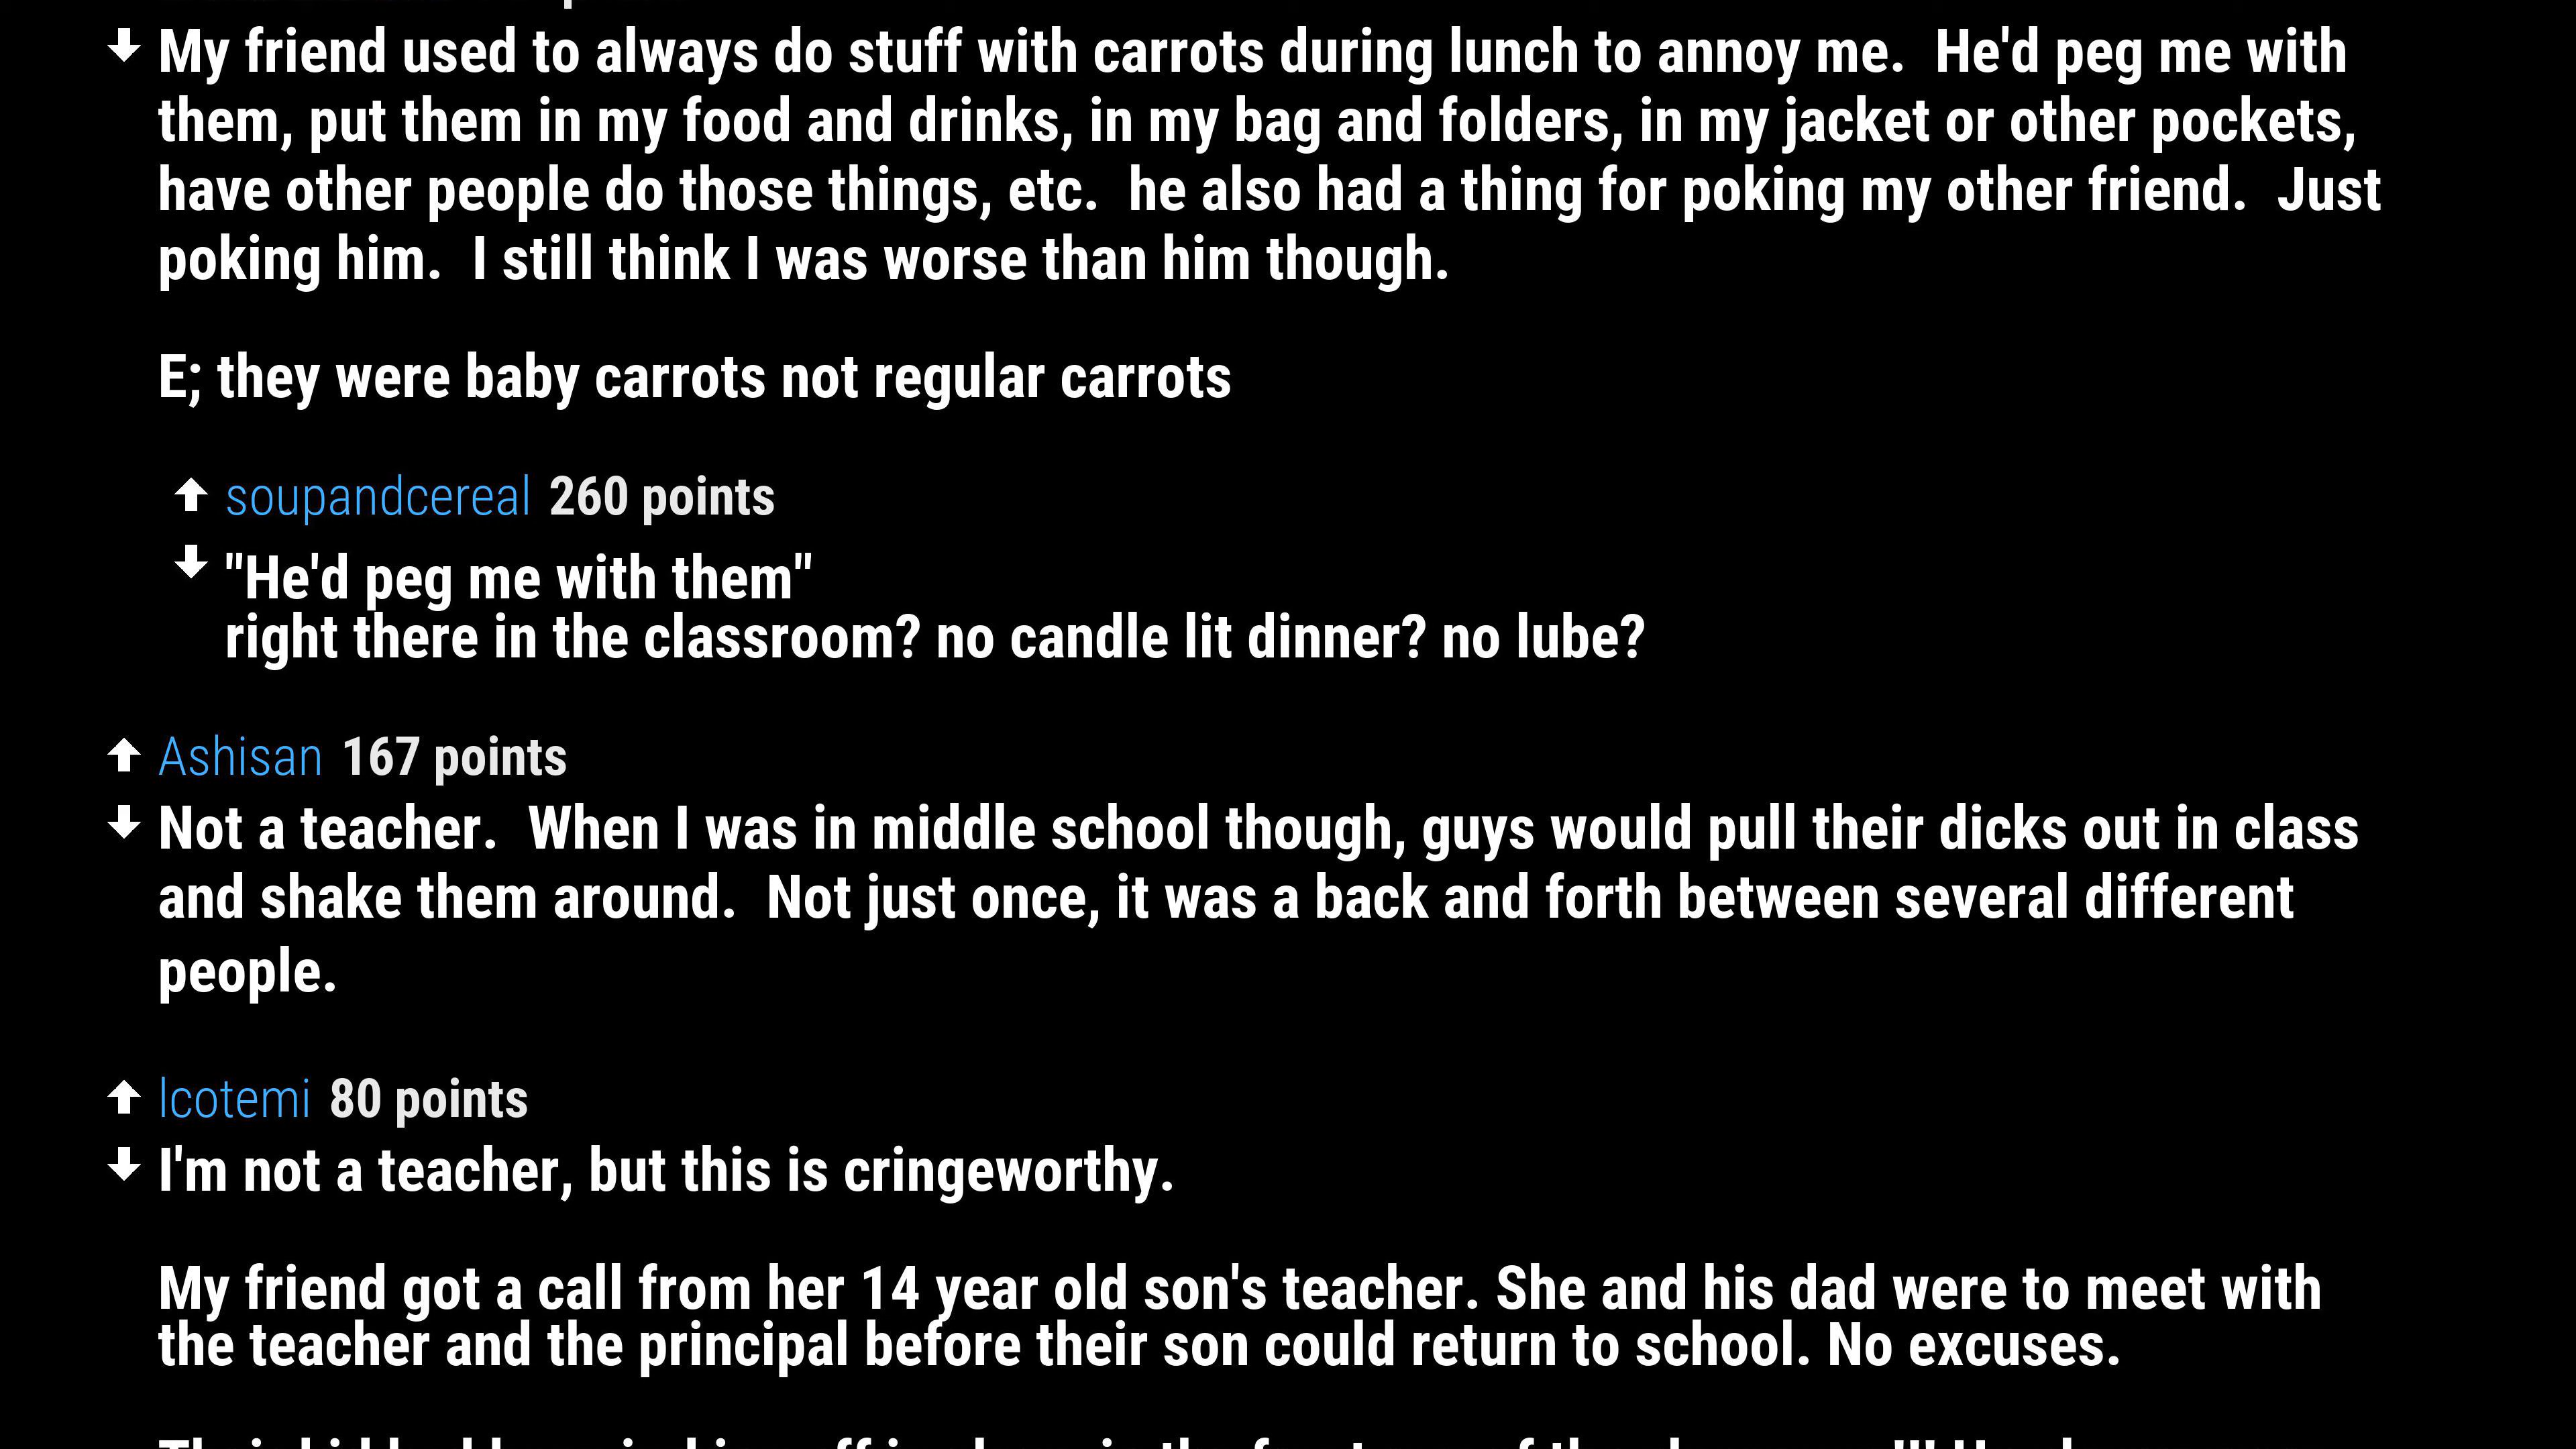 My friend used to always do stuff with carrots during lunch to annoy me.  He'd peg me with
them, put them in my food and drinks, in my bag and folders, in my jacket or other pockets,
have other people do those things, etc.  he also had a thing for poking my other friend.  Just
poking him.  I still think I was worse than him though.
E; they were baby carrots not regular carrots
soupandcereal 260 points
"He'd peg me with them"
right there in the classroom? no candle lit dinner? no lube?
Ashisan 167 points
Not a teacher.  When I was in middle school though, guys would pull their dicks out in class
and shake them around.  Not just once, it was a back and forth between several different
people.
lcotemi 80 points
I'm not a teacher, but this is cringeworthy.
My friend got a call from her 14 year old son's teacher. She and his dad were to meet with
the teacher and the principal before their son could return to school. No excuses.